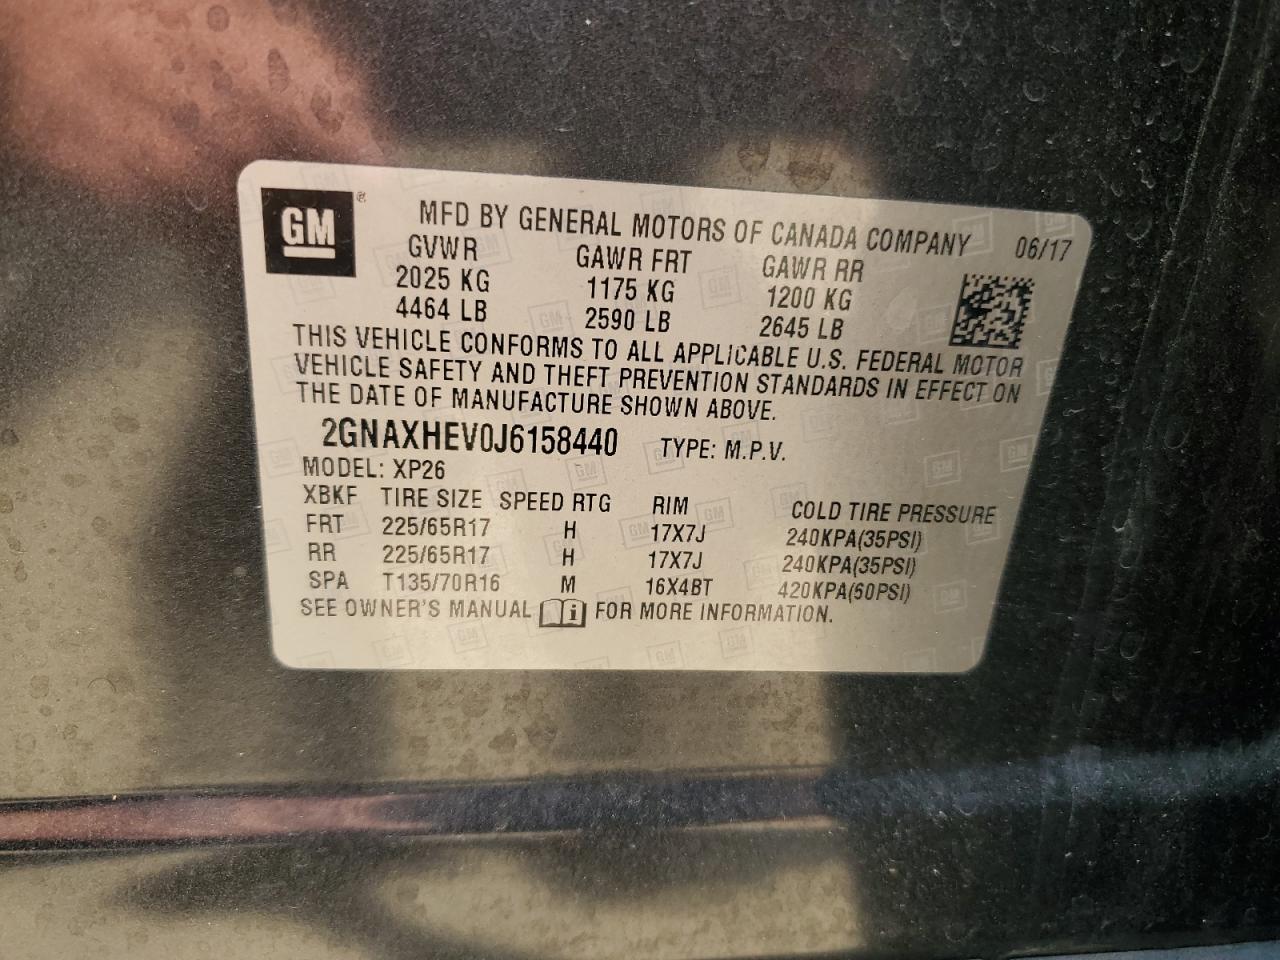 GM ®
MFD BY GENERAL MOTORS OF CANADA COMPANY 06/17
GVWR GAWR FRT GAWR RR
2025 KG 1175 KG 1200 KG
4464 LB 2590 LB 2645 LB
THIS VEHICLE CONFORMS TO ALL APPLICABLE U.S. FEDERAL MOTOR
VEHICLE SAFETY AND THEFT PREVENTION STANDARDS IN EFFECT ON
THE DATE OF MANUFACTURE SHOWN ABOVE.
2GNAXHEV0J6158440 TYPE: M.P.V.
MODEL: XP26
XBKF TIRE SIZE SPEED RTG RIM COLD TIRE PRESSURE
FRT 225/65R17 H 17X7J 240KPA(35PSI)
RR 225/65R17 H 17X7J 240KPA(35PSI)
SPA T135/70R16 M 16X4BT 420KPA(60PSI)
SEE OWNER'S MANUAL i FOR MORE INFORMATION.